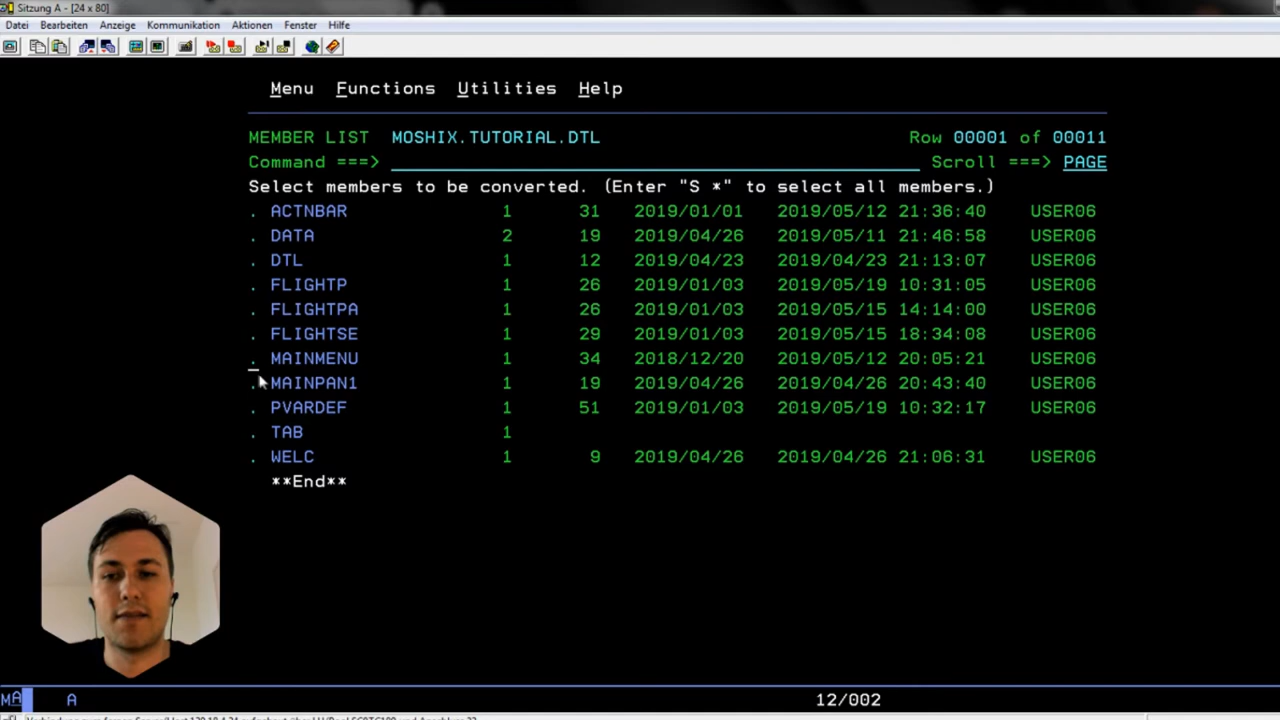 Sitzung A - [24 x 80]
Datei Bearbeiten Anzeige Kommunikation Aktionen Fenster Hilfe
Menu Functions Utilities Help
MEMBER LIST MOSHIX.TUTORIAL.DTL Row 00001 of 00011
Command ===> Scroll ===> PAGE
Select members to be converted. (Enter "S *" to select all members.)
. ACTNBAR 1 31 2019/01/01 2019/05/12 21:36:40 USER06
. DATA 2 19 2019/04/26 2019/05/11 21:46:58 USER06
. DTL 1 12 2019/04/23 2019/04/23 21:13:07 USER06
. FLIGHTP 1 26 2019/01/03 2019/05/19 10:31:05 USER06
. FLIGHTPA 1 26 2019/01/03 2019/05/15 14:14:00 USER06
. FLIGHTSE 1 29 2019/01/03 2019/05/15 18:34:08 USER06
. MAINMENU 1 34 2018/12/20 2019/05/12 20:05:21 USER06
. MAINPAN1 1 19 2019/04/26 2019/04/26 20:43:40 USER06
. PVARDEF 1 51 2019/01/03 2019/05/19 10:32:17 USER06
. TAB 1
. WELC 1 9 2019/04/26 2019/04/26 21:06:31 USER06
**End**
MA A 12/002